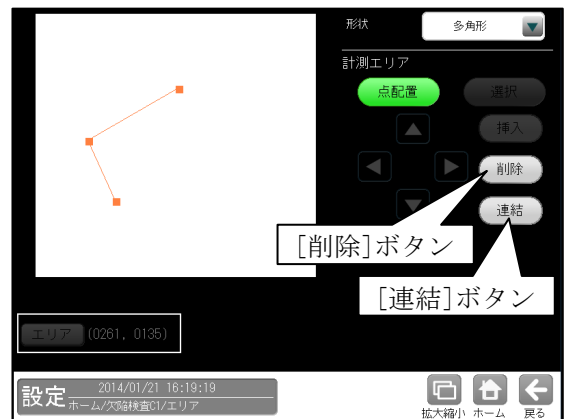 形状
多角形
計測エリア
点配置
選択
挿入
削除
連結
[削除]ボタン
[連結]ボタン
エリア (0261, 0135)
設定
2014/01/21 16:19:19
ホーム/欠陥検査C1/エリア
拡大縮小 ホーム 戻る